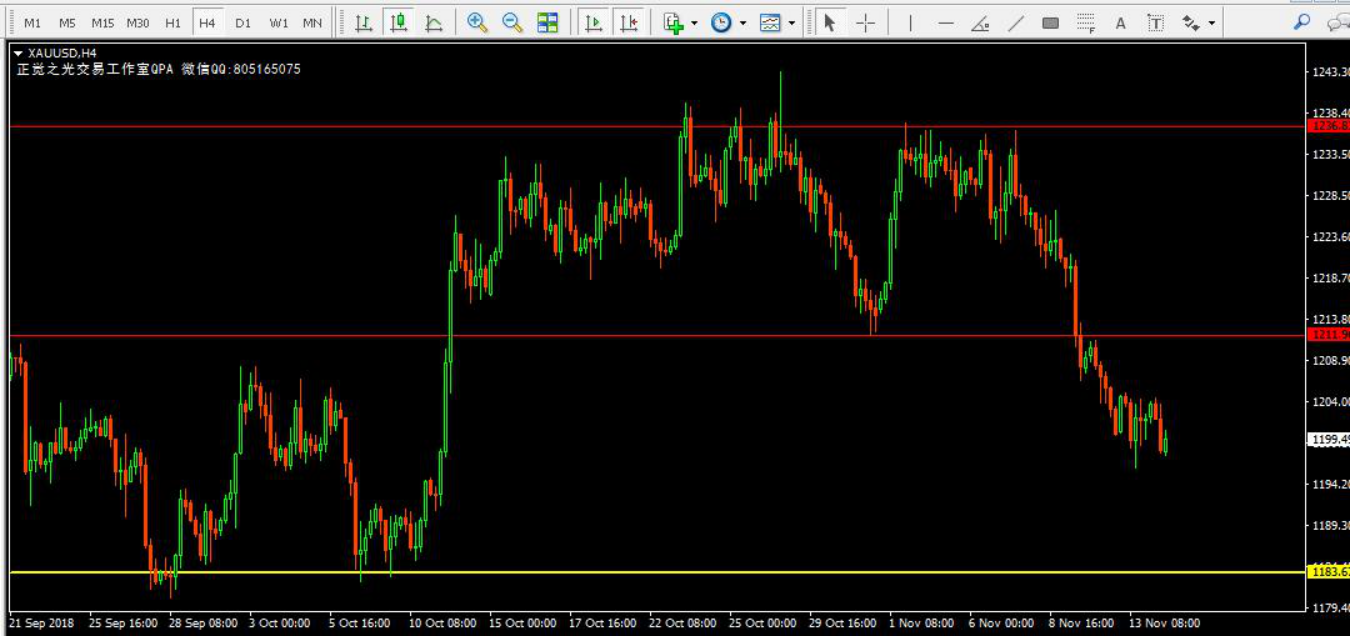 M1 M5 M15 M30 H1 H4 D1 W1 MN
A T
F
XAUUSD,H4
正觉之光交易工作室QPA 微信QQ:805165075
1243.30
1238.40
1236.8
1233.50
1228.50
1223.60
1218.70
1213.80
1211.90
1208.90
1204.00
1199.49
1194.20
1189.30
1183.6
1179.40
21 Sep 2018 25 Sep 16:00 28 Sep 08:00 3 Oct 00:00 5 Oct 16:00 10 Oct 08:00 15 Oct 00:00 17 Oct 16:00 22 Oct 08:00 25 Oct 00:00 29 Oct 16:00 1 Nov 08:00 6 Nov 00:00 8 Nov 16:00 13 Nov 08:00